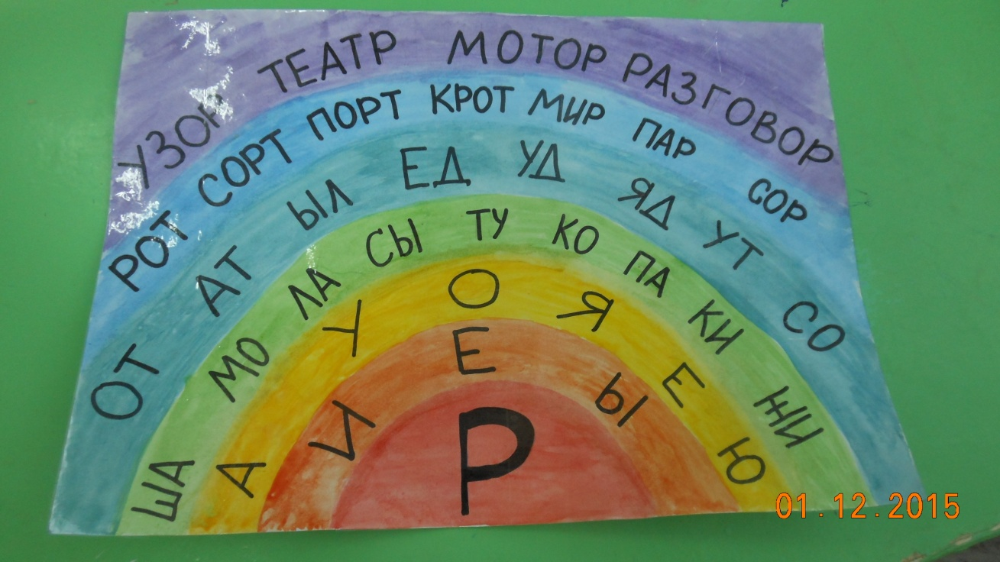 УЗОР ТЕАТР МОТОР РАЗГОВОР
РОТ СОРТ ПОРТ КРОТ МИР ПАР СОР
ОТ АТ ЫЛ ЕД УД ЯД УТ СО
ША МО ЛА СЫ ТУ КО ПА КИ ЖИ
А У О Я Е Ю
И Е Ы
Р
01.12.2015